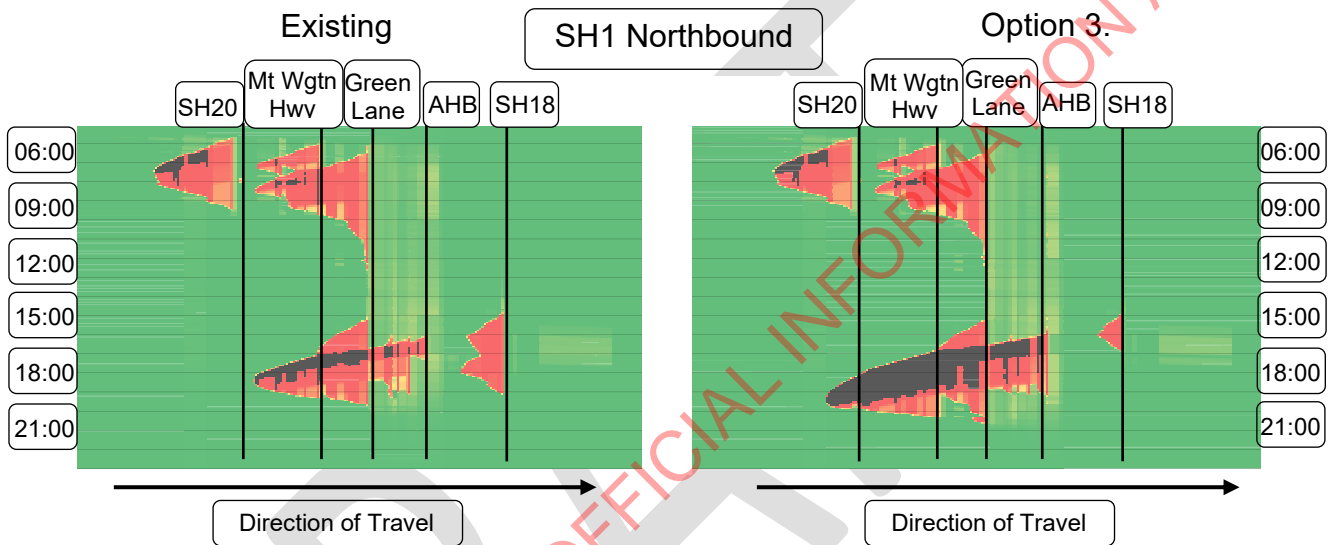 Existing
SH1 Northbound
Option 3.
SH20
Mt Wgtn
Hwy
Green
Lane
AHB
SH18
SH20
Mt Wgtn
Hwy
Green
Lane
AHB
SH18
06:00
09:00
12:00
15:00
18:00
21:00
06:00
09:00
12:00
15:00
18:00
21:00
Direction of Travel
Direction of Travel
OFFICIAL INFORMATION A